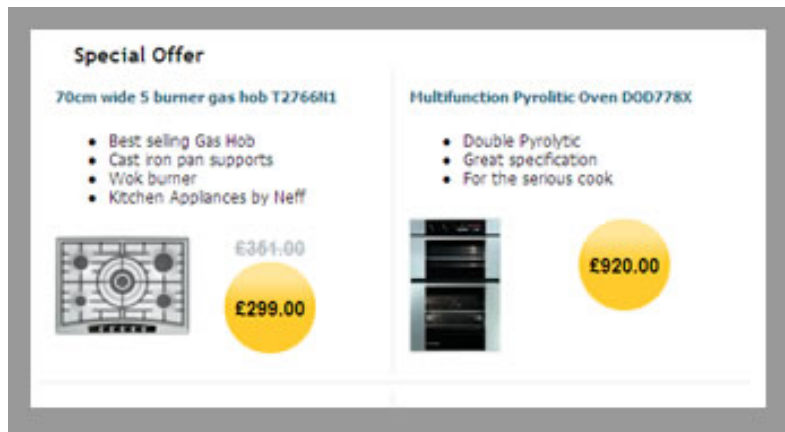 Special Offer
70cm wide 5 burner gas hob T2766N1
Best seling Gas Hob
Cast iron pan supports
Wok burner
Kitchen Applances by Neff
£351.00
£299.00
Multifunction Pyrolitic Oven DOD778X
Double Pyrolytic
Great specification
For the serious cook
£920.00